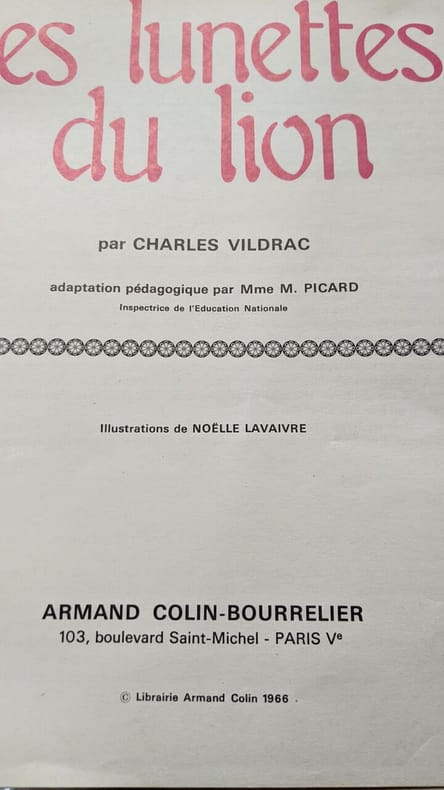 es lunettes
du lion
par CHARLES VILDRAC
adaptation pédagogique par Mme M. PICARD
Inspectrice de l'Education Nationale
Illustrations de NOËLLE LAVAIVRE
ARMAND COLIN-BOURRELIER
103, boulevard Saint-Michel - PARIS Vᵉ
© Librairie Armand Colin 1966 .